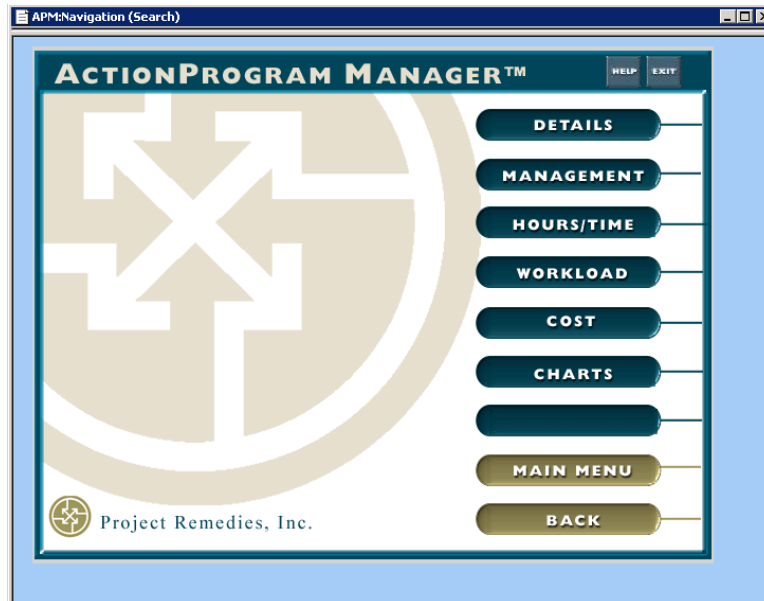 APM:Navigation (Search)
ACTIONPROGRAM MANAGER™
HELP EXIT
DETAILS
MANAGEMENT
HOURS/TIME
WORKLOAD
COST
CHARTS
MAIN MENU
BACK
Project Remedies, Inc.